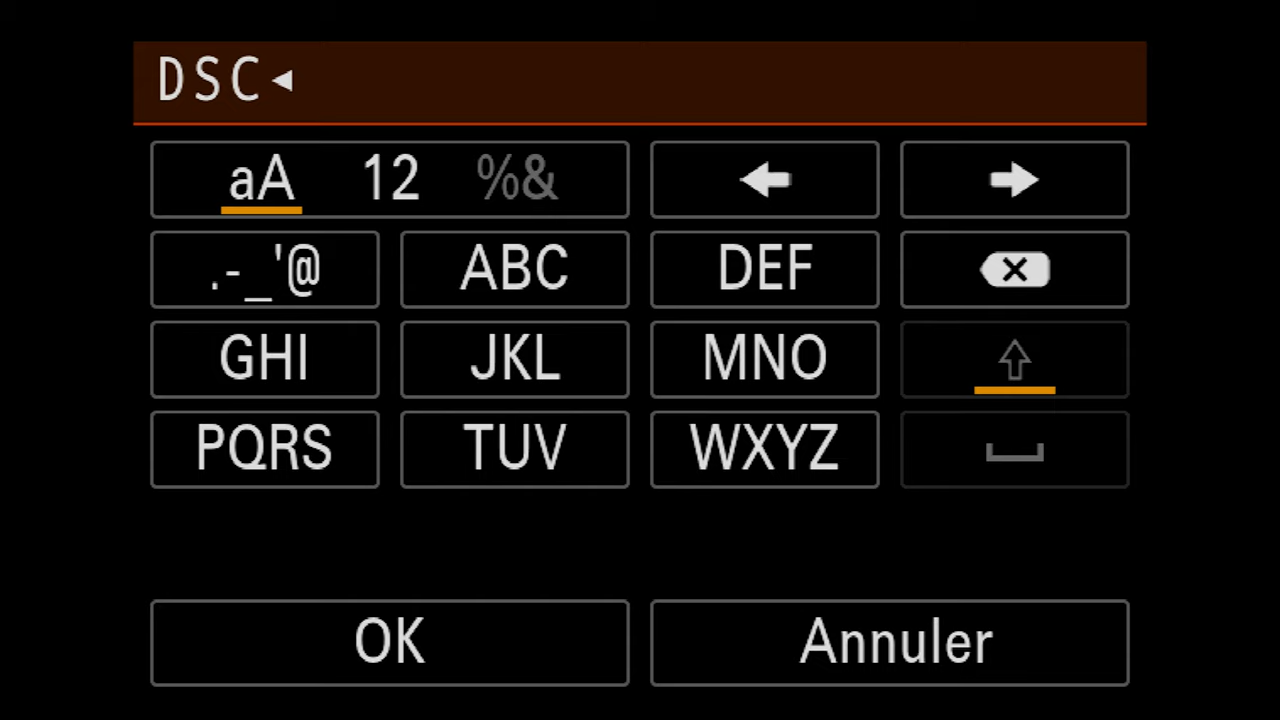 DSC
aA 12 %&
.-_'@ ABC DEF
GHI JKL MNO
PQRS TUV WXYZ
OK Annuler